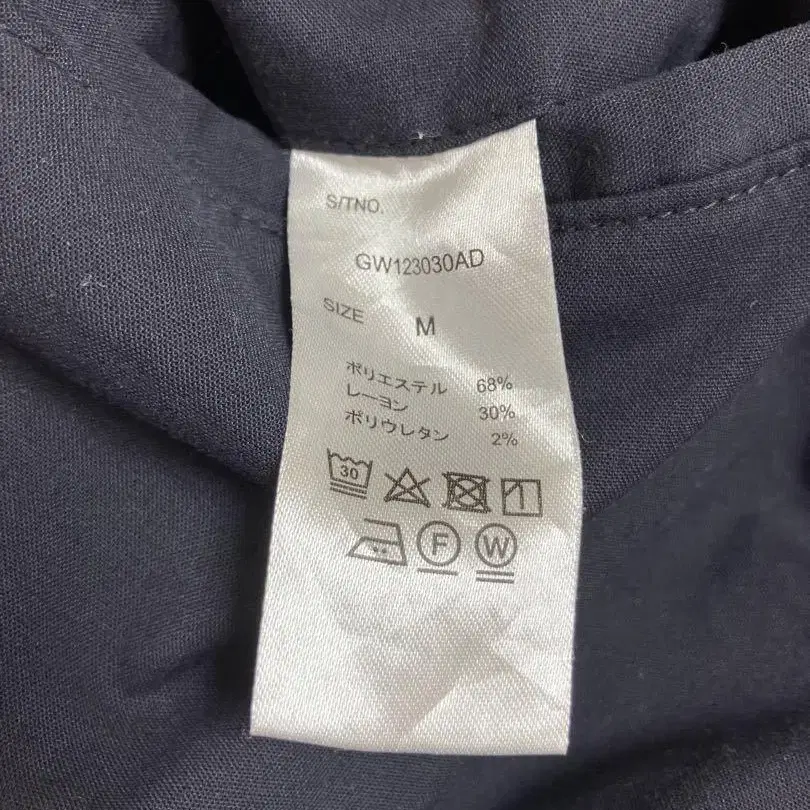 S/TNO.
GW123030AD
SIZE M
ポリエステル 68%
レーヨン 30%
ポリウレタン 2%
30
F W